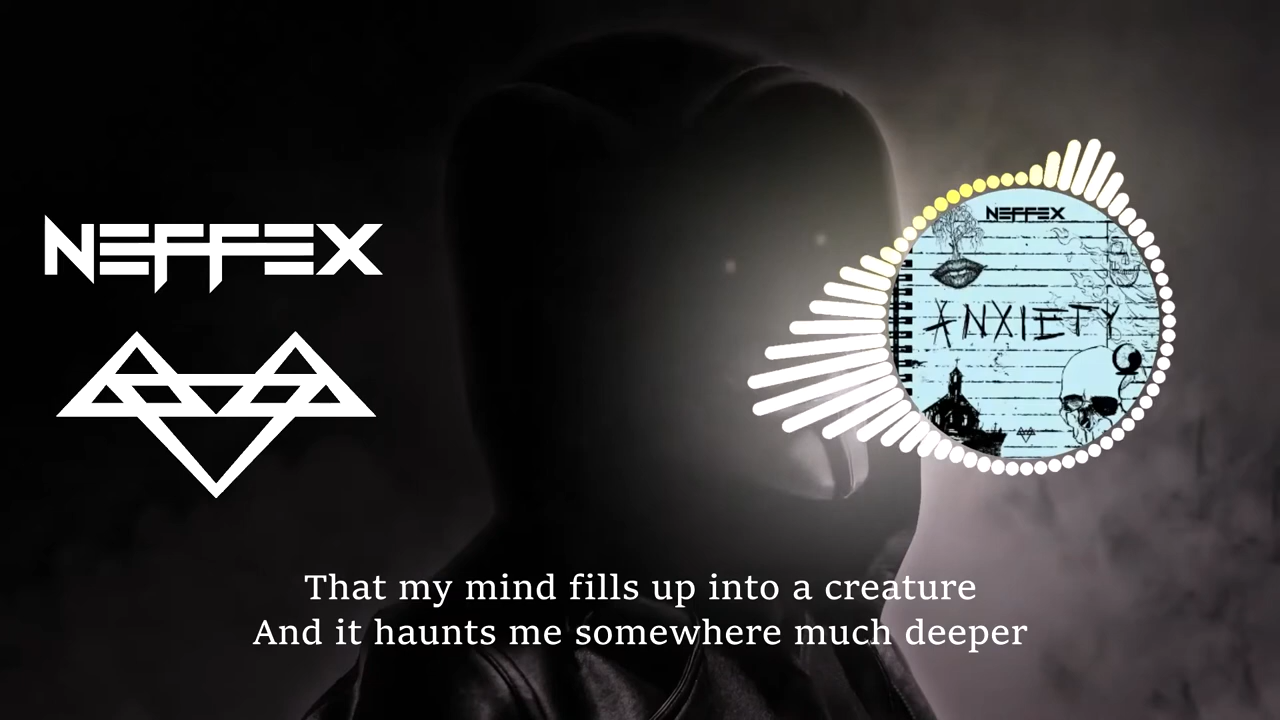 NEFFEX
NEFFEX
ANXIETY
That my mind fills up into a creature
And it haunts me somewhere much deeper